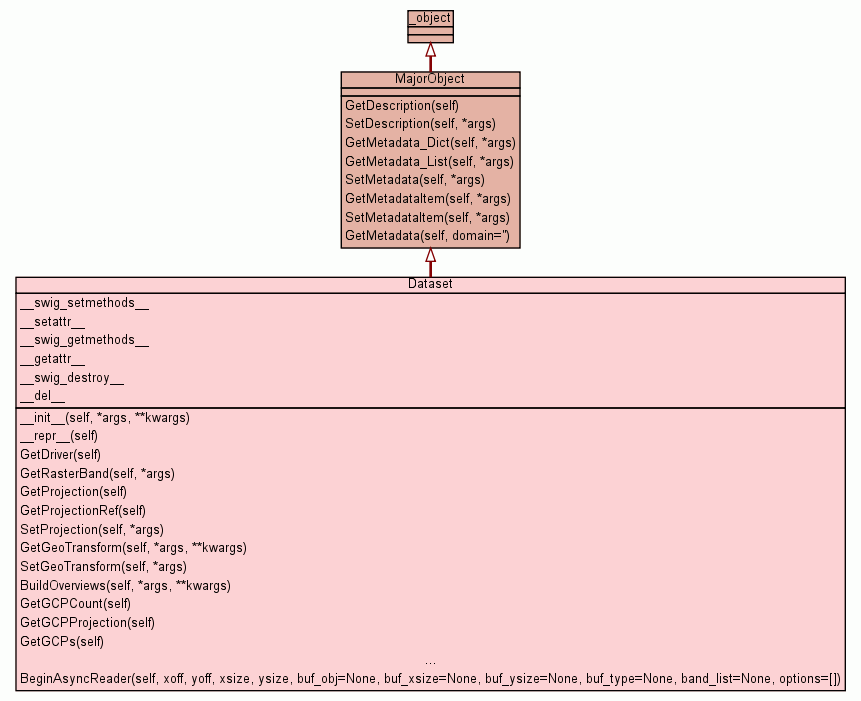 _object
MajorObject
GetDescription(self)
SetDescription(self, *args)
GetMetadata_Dict(self, *args)
GetMetadata_List(self, *args)
SetMetadata(self, *args)
GetMetadataItem(self, *args)
SetMetadataItem(self, *args)
GetMetadata(self, domain='')
Dataset
__swig_setmethods__
__setattr__
__swig_getmethods__
__getattr__
__swig_destroy__
__del__
__init__(self, *args, **kwargs)
__repr__(self)
GetDriver(self)
GetRasterBand(self, *args)
GetProjection(self)
GetProjectionRef(self)
SetProjection(self, *args)
GetGeoTransform(self, *args, **kwargs)
SetGeoTransform(self, *args)
BuildOverviews(self, *args, **kwargs)
GetGCPCount(self)
GetGCPProjection(self)
GetGCPs(self)
...
BeginAsyncReader(self, xoff, yoff, xsize, ysize, buf_obj=None, buf_xsize=None, buf_ysize=None, buf_type=None, band_list=None, options=[])